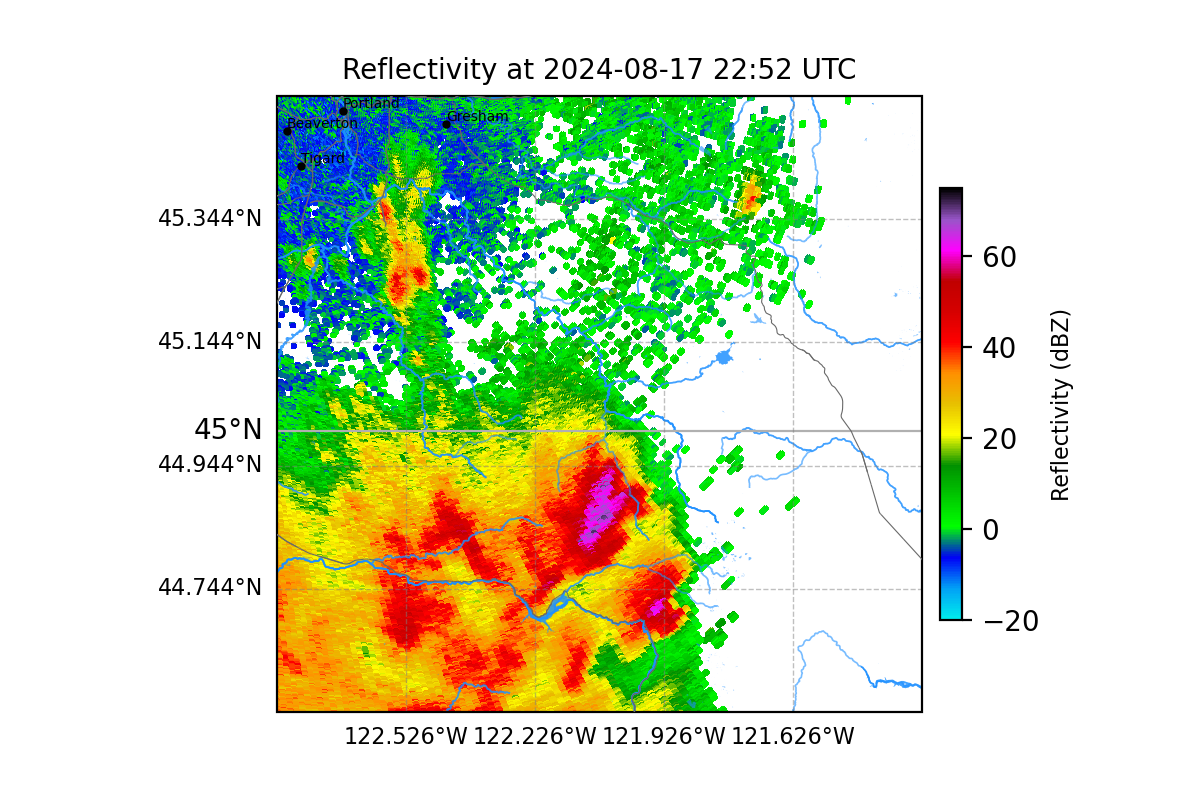 Reflectivity at 2024-08-17 22:52 UTC
Portland
Gresham
Beaverton
Tigard
45.344°N
45.144°N
45°N
44.944°N
44.744°N
122.526°W 122.226°W 121.926°W 121.626°W
60
40
20
0
−20
Reflectivity (dBZ)